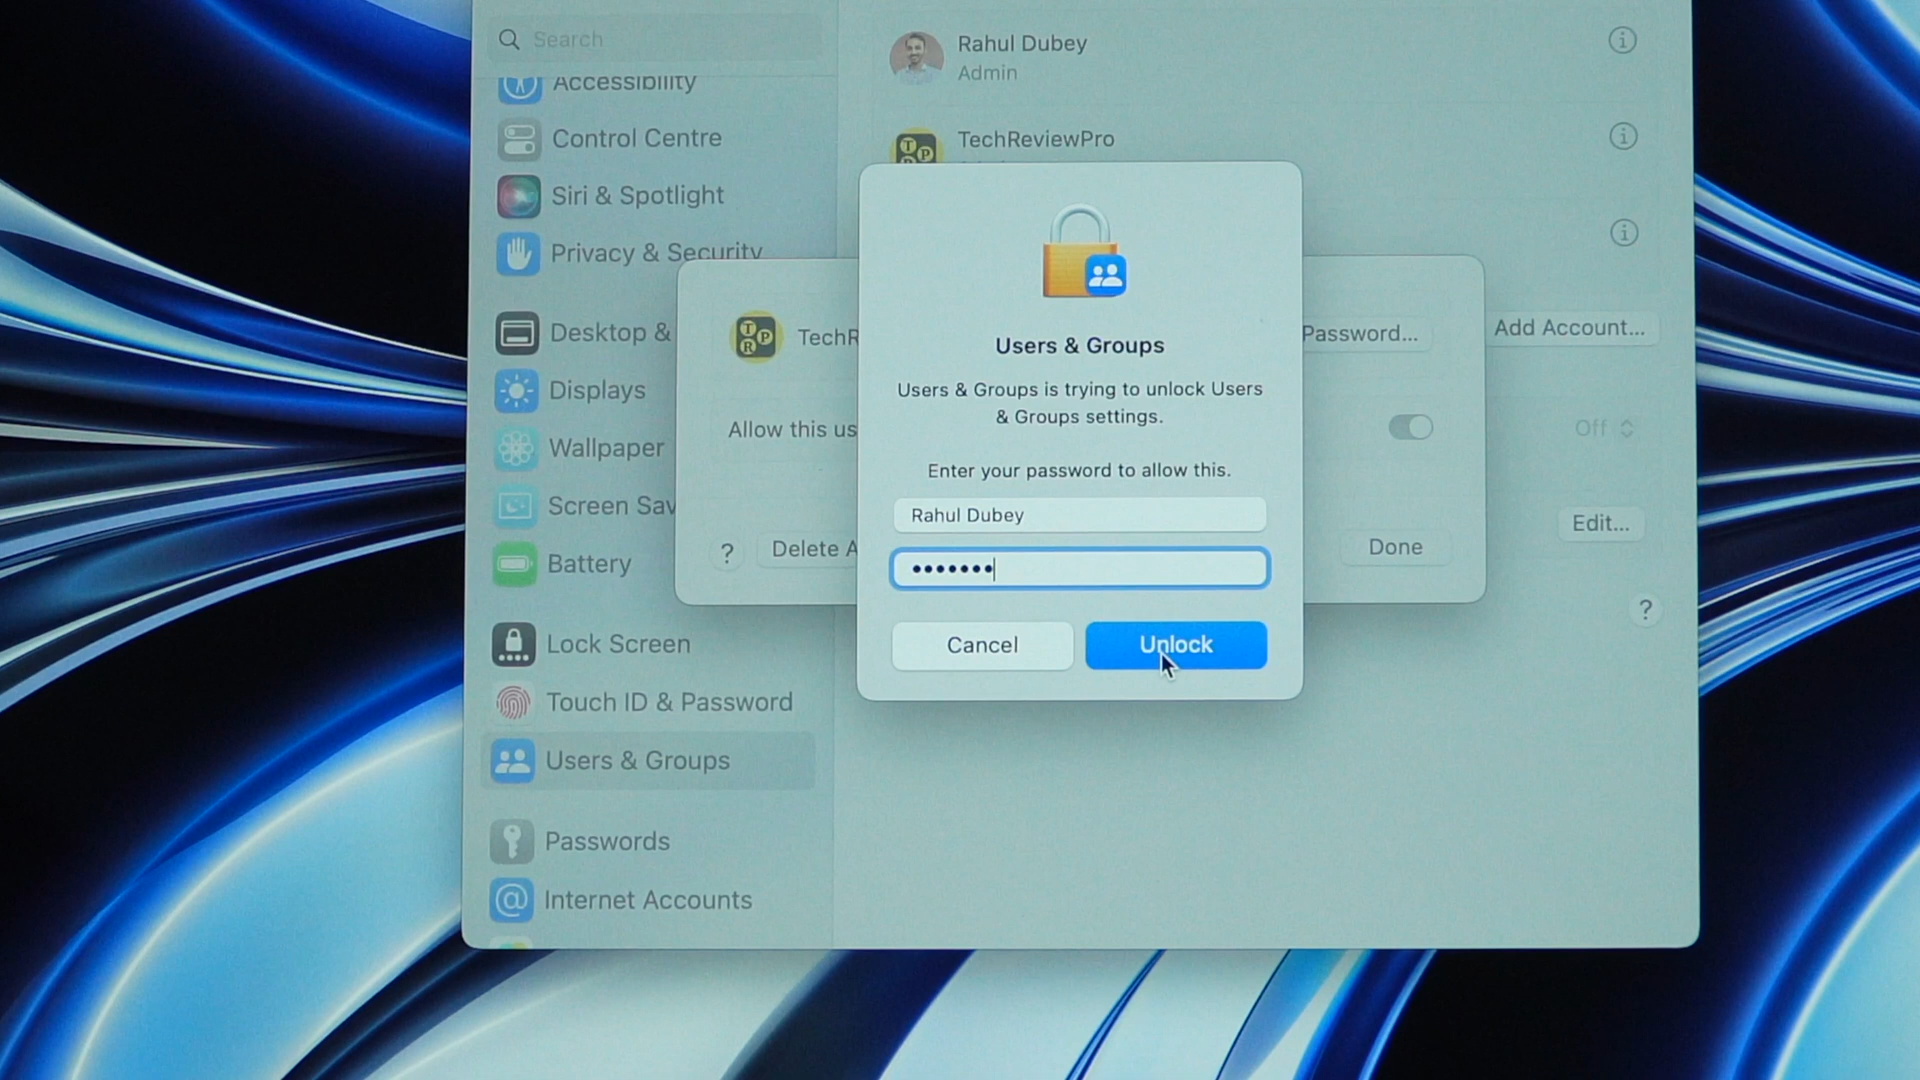 Search
Accessibility
Control Centre
Siri & Spotlight
Privacy & Security
Desktop &
Displays
Wallpaper
Screen Sav
Battery
Lock Screen
Touch ID & Password
Users & Groups
Passwords
@ Internet Accounts
Rahul Dubey
Admin
TechReviewPro
Add Account...
Off
Edit...
?
T
P
R
TechR
Password...
Allow this us
?
Delete A
Done
Users & Groups
Users & Groups is trying to unlock Users
& Groups settings.
Enter your password to allow this.
Rahul Dubey
•••••••
Cancel
Unlock